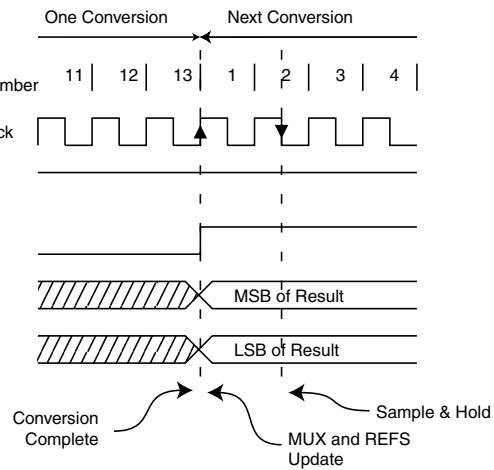 One Conversion Next Conversion
mber 11 12 13 1 2 3 4
ck
MSB of Result
LSB of Result
Conversion
Complete
MUX and REFS
Update
Sample & Hold